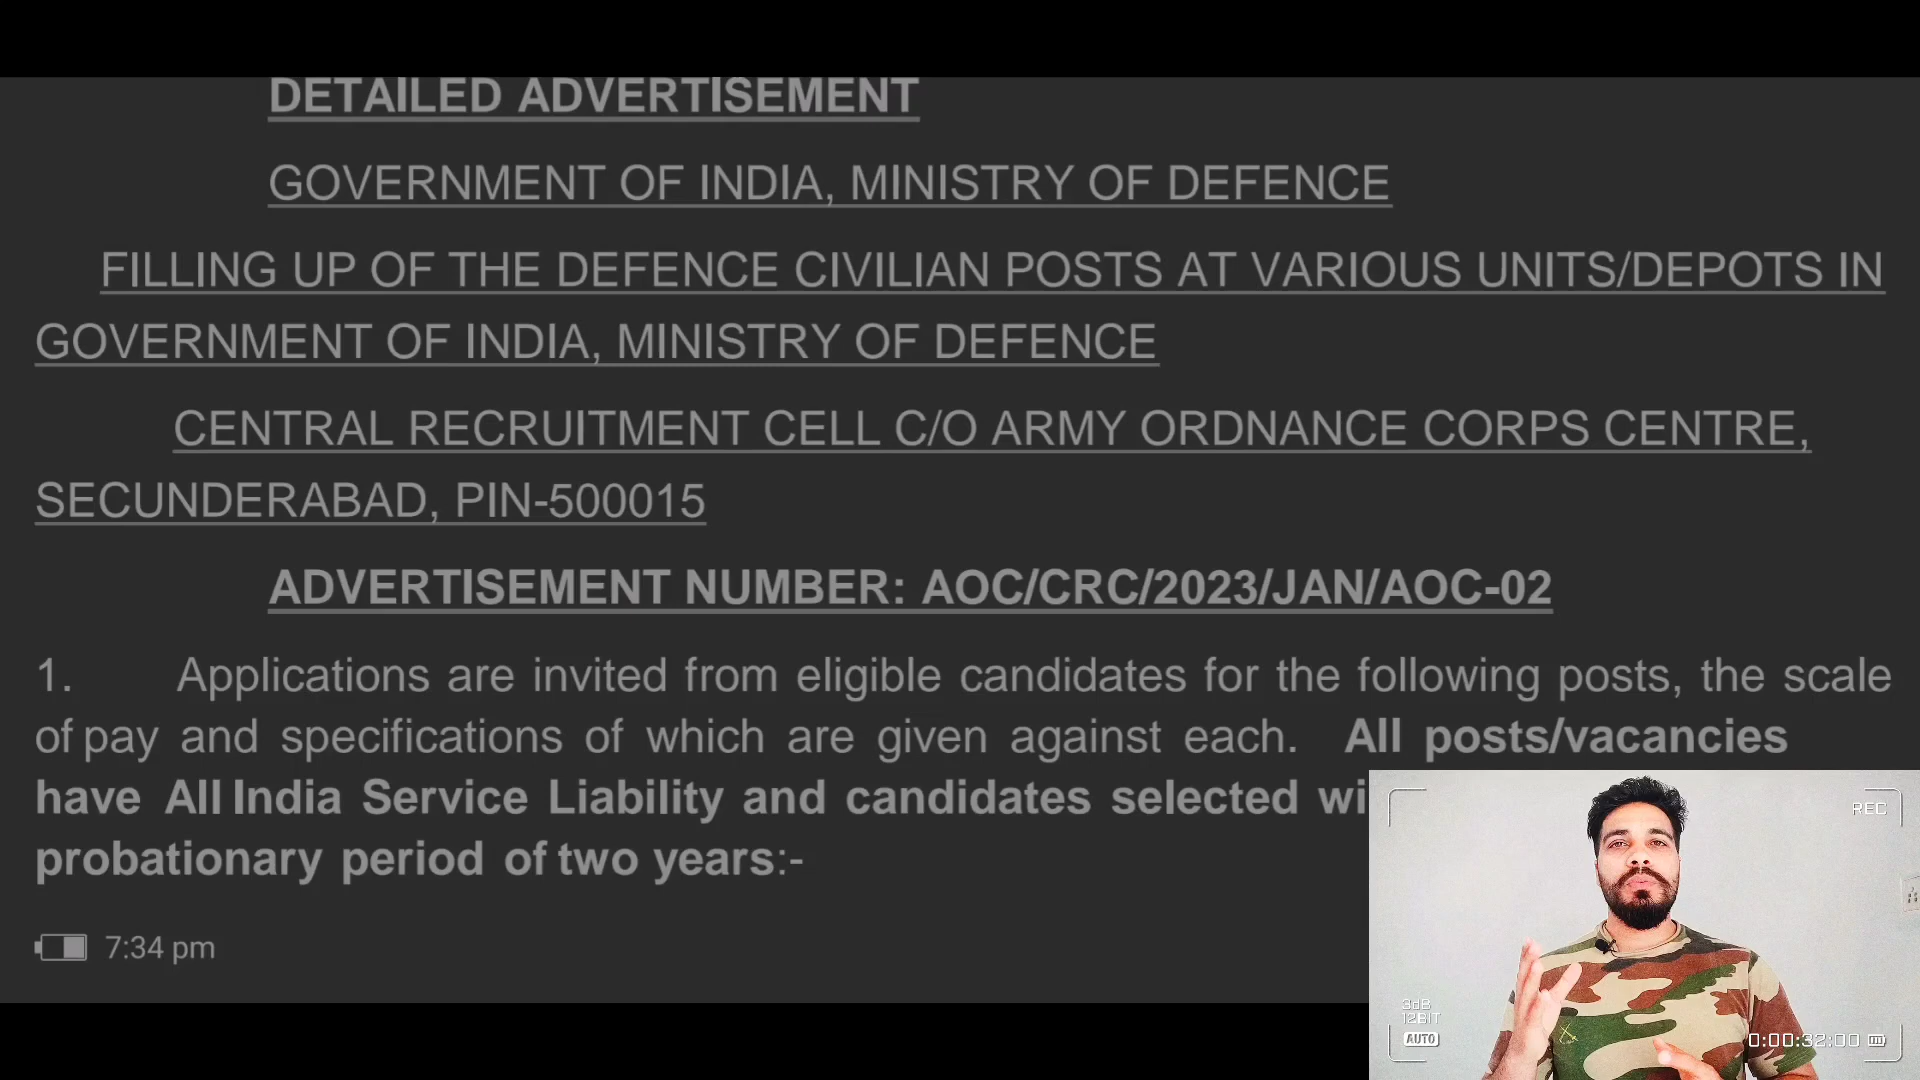 DETAILED ADVERTISEMENT
GOVERNMENT OF INDIA, MINISTRY OF DEFENCE
FILLING UP OF THE DEFENCE CIVILIAN POSTS AT VARIOUS UNITS/DEPOTS IN
GOVERNMENT OF INDIA, MINISTRY OF DEFENCE
CENTRAL RECRUITMENT CELL C/O ARMY ORDNANCE CORPS CENTRE,
SECUNDERABAD, PIN-500015
ADVERTISEMENT NUMBER: AOC/CRC/2023/JAN/AOC-02
1. Applications are invited from eligible candidates for the following posts, the scale
of pay and specifications of which are given against each. All posts/vacancies
have All India Service Liability and candidates selected
probationary period of two years:-
7:34 pm
REC
3dB
12BIT
AUTO
0:00:32:00